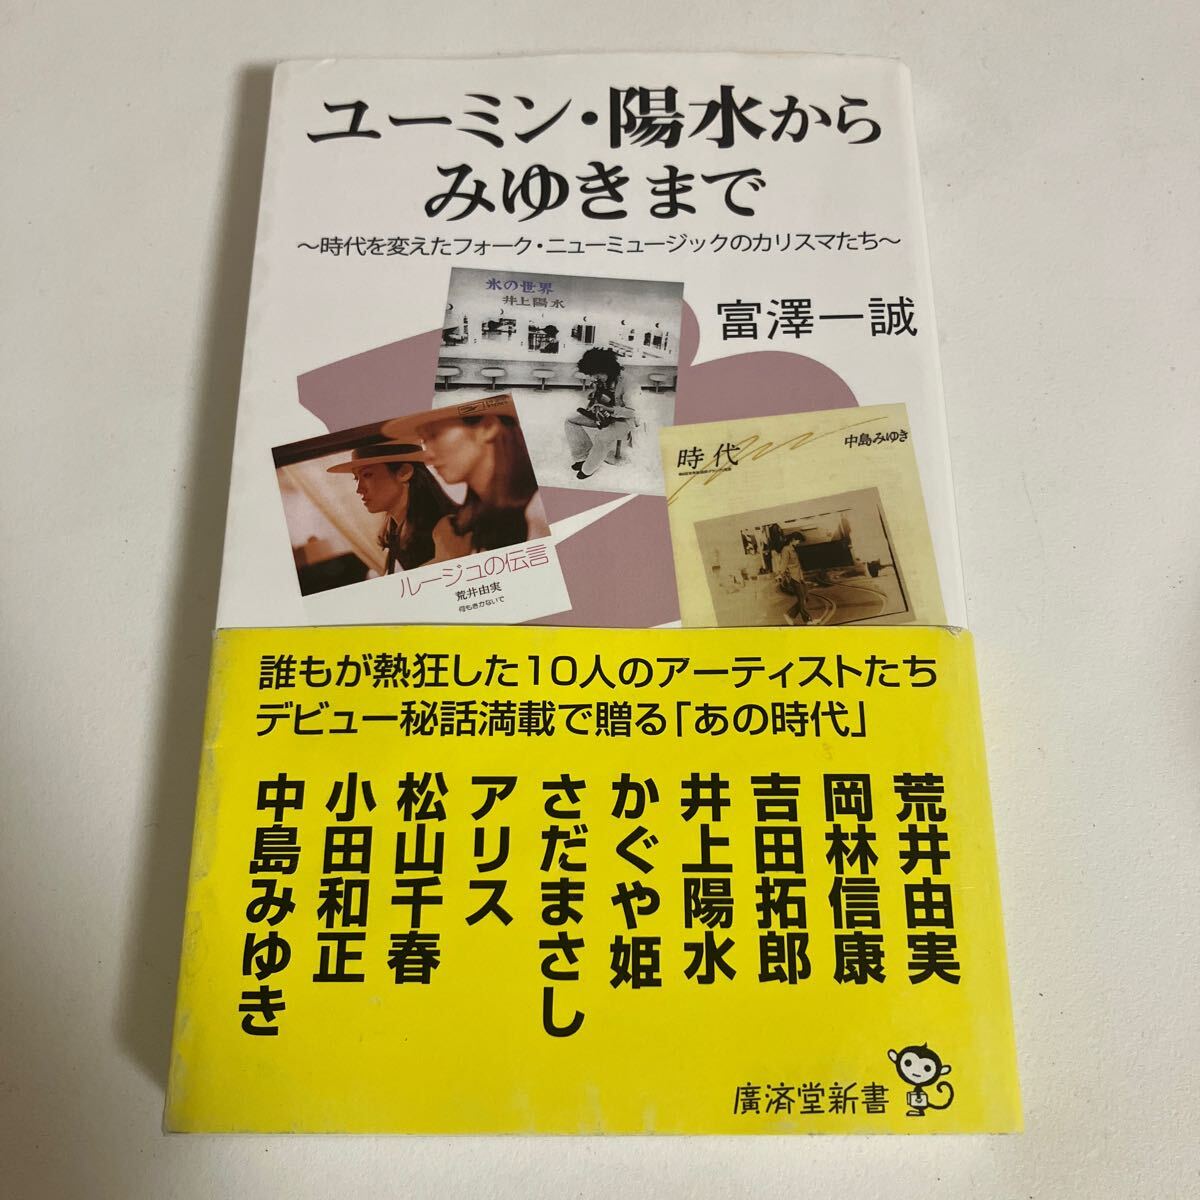 ユーミン・陽水から
みゆきまで
～時代を変えたフォーク・ニューミュージックのカリスマたち～
富澤一誠
氷の世界
井上陽水
ルージュの伝言
荒井由実
何もきかないで
時代
中島みゆき
誰もが熱狂した10人のアーティストたち
デビュー秘話満載で贈る「あの時代」
荒井由実
岡林信康
吉田拓郎
井上陽水
かぐや姫
さだまさし
アリス
松山千春
小田和正
中島みゆき
廣済堂新書